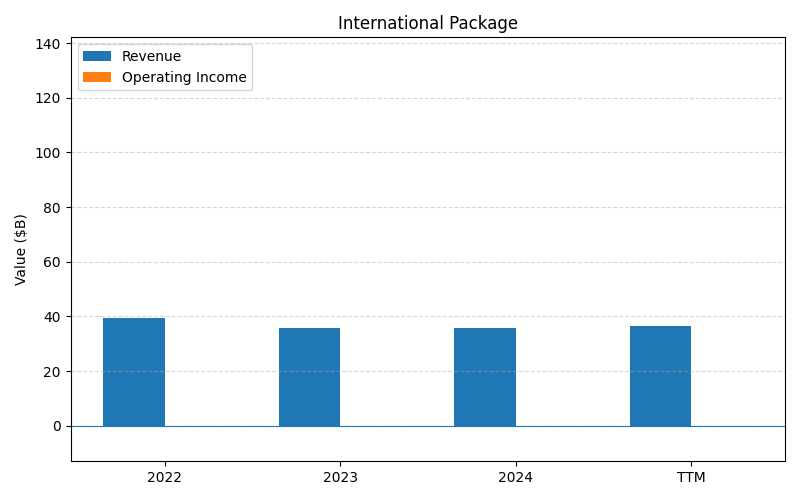 International Package
140
120
100
80
60
40
20
0
Value ($B)
Revenue
Operating Income
2022
2023
2024
TTM